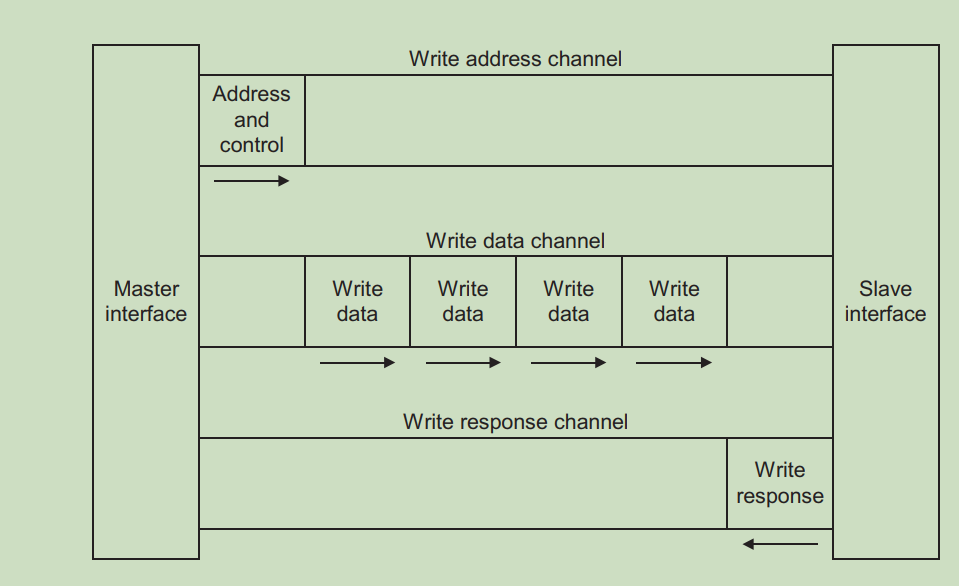 Write address channel
Address
and
control
Write data channel
Master
interface
Write
data
Write
data
Write
data
Write
data
Slave
interface
Write response channel
Write
response